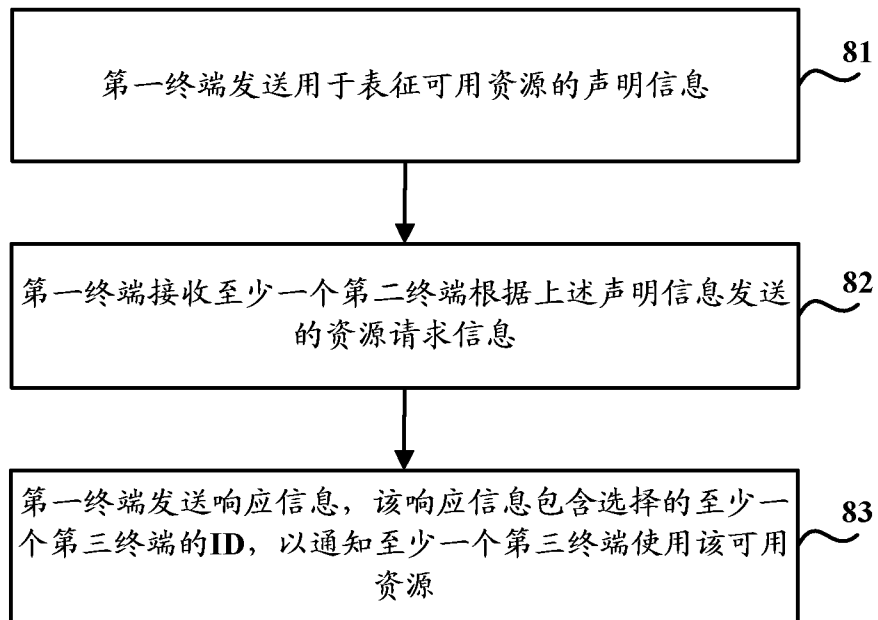 81
第一终端发送用于表征可用资源的声明信息
82
第一终端接收至少一个第二终端根据上述声明信息发送
的资源请求信息
83
第一终端发送响应信息，该响应信息包含选择的至少一
个第三终端的ID，以通知至少一个第三终端使用该可用
资源